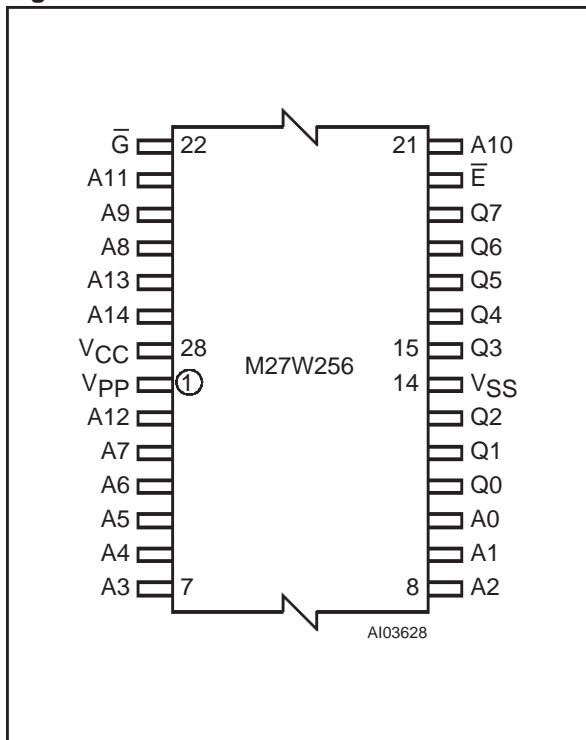 G̅ 22 21 A10
A11 E̅
A9 Q7
A8 Q6
A13 Q5
A14 Q4
VCC 28 15 Q3
M27W256
VPP 1 14 VSS
A12 Q2
A7 Q1
A6 Q0
A5 A0
A4 A1
A3 7 8 A2
AI03628